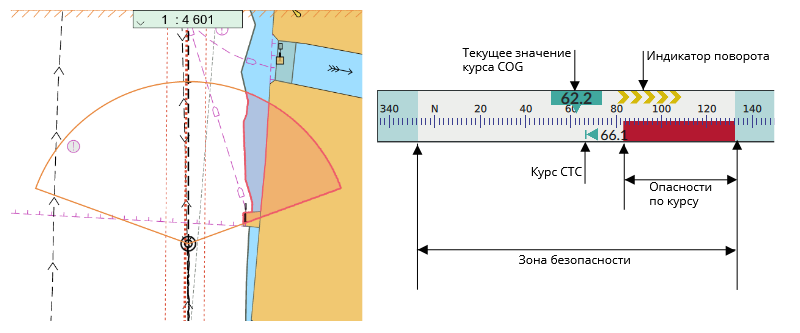 1 : 4 601
Текущее значение
курса COG
Индикатор поворота
62.2
340 N 20 40 60 80 100 120 140
66.1
Курс СТС
Опасности
по курсу
Зона безопасности